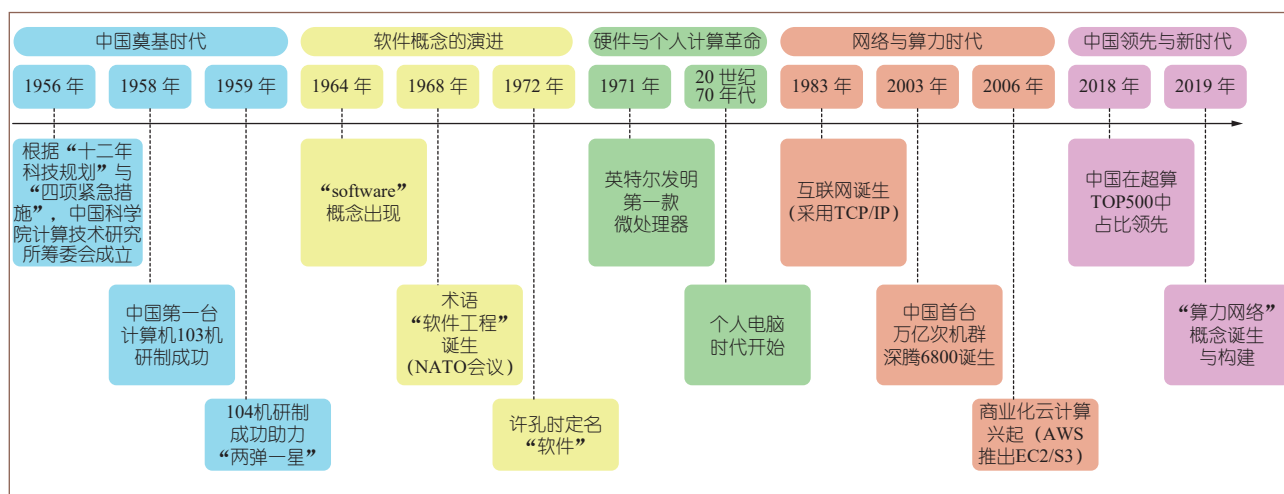 中国奠基时代
软件概念的演进
硬件与个人计算革命
网络与算力时代
中国领先与新时代
1956 年
1958 年
1959 年
1964 年
1968 年
1972 年
1971 年
20 世纪
70 年代
1983 年
2003 年
2006 年
2018 年
2019 年
根据“十二年
科技规划”与
“四项紧急措
施”，中国科学
院计算技术研究
所筹委会成立
“software”
概念出现
英特尔发明
第一款
微处理器
互联网诞生
(采用TCP/IP)
中国在超算
TOP500中
占比领先
中国第一台
计算机103机
研制成功
术语
“软件工程”
诞生
(NATO会议)
个人电脑
时代开始
中国首台
万亿次机群
深腾6800诞生
“算力网络”
概念诞生
与构建
104机研制
成功助力
“两弹一星”
许孔时定名
“软件”
商业化云计算
兴起（AWS
推出EC2/S3）